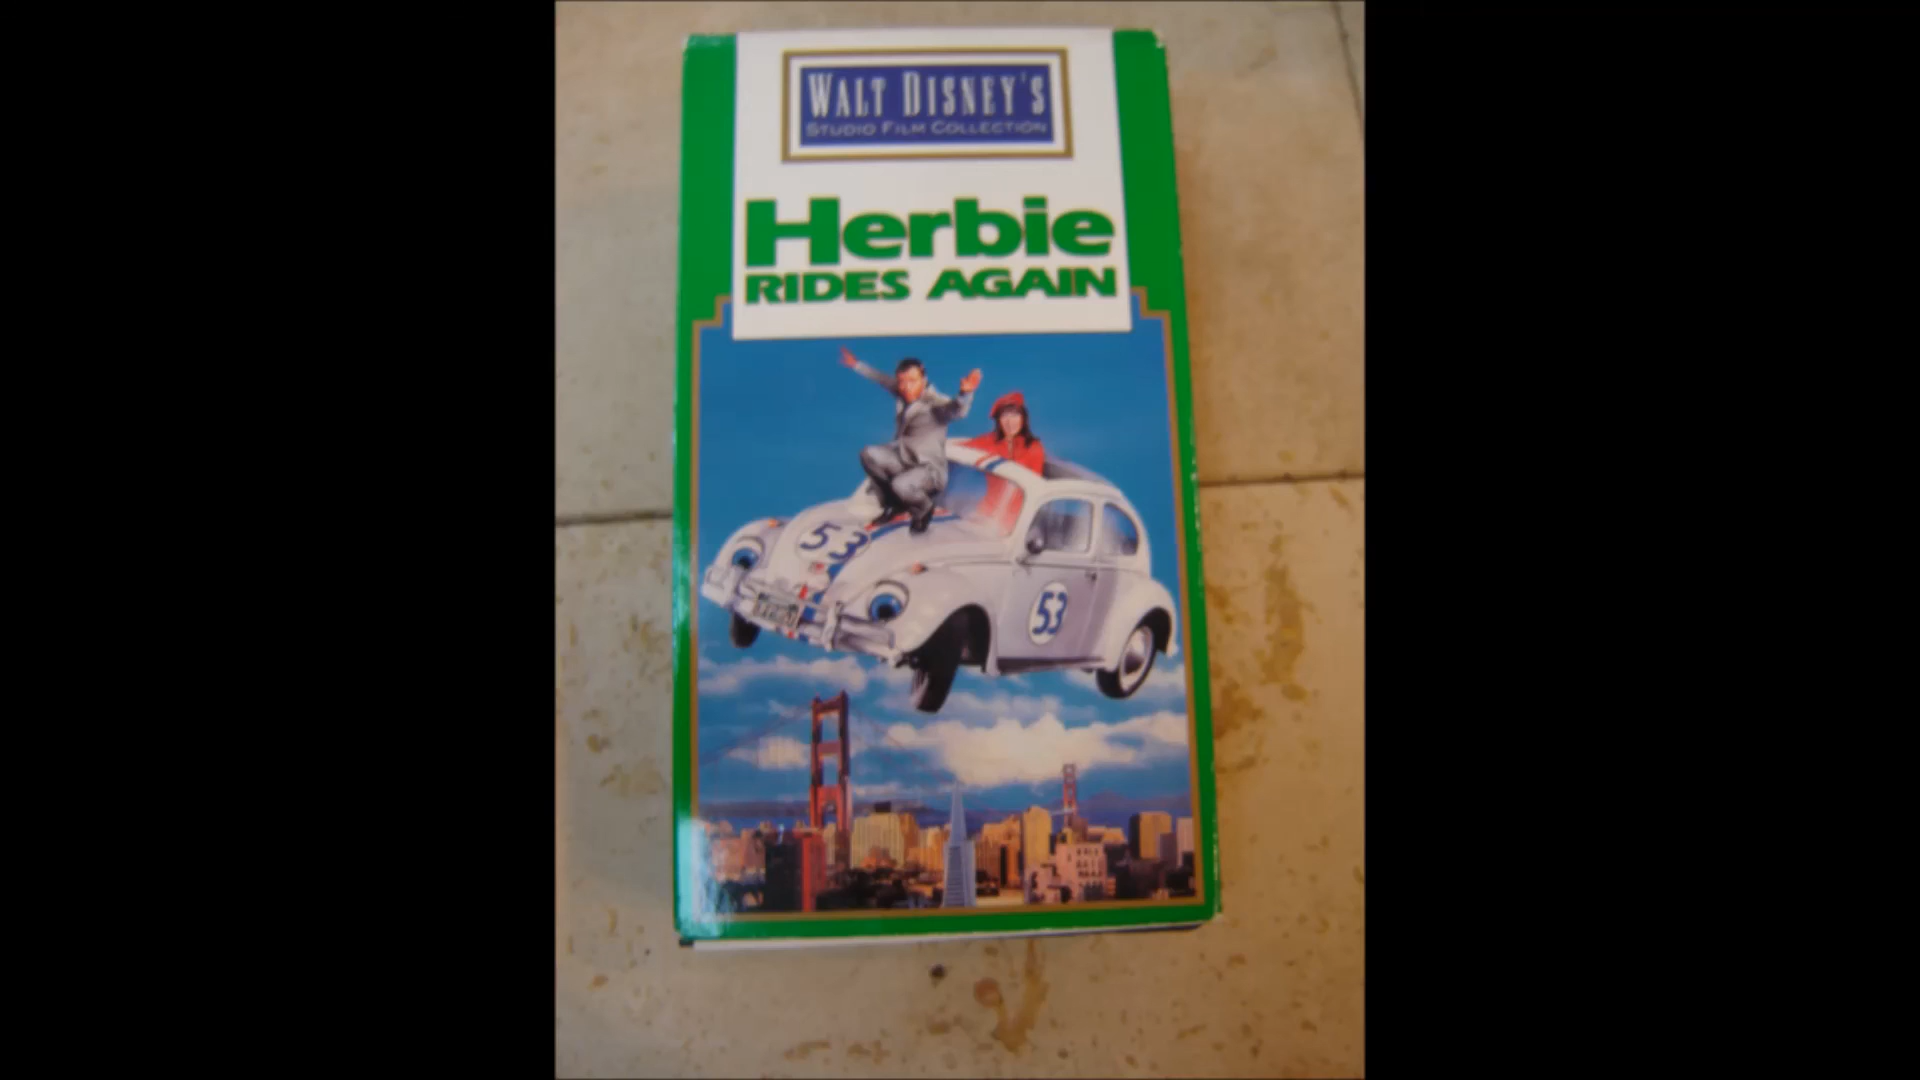 WALT DISNEY'S
STUDIO FILM COLLECTION
Herbie
RIDES AGAIN
53
53